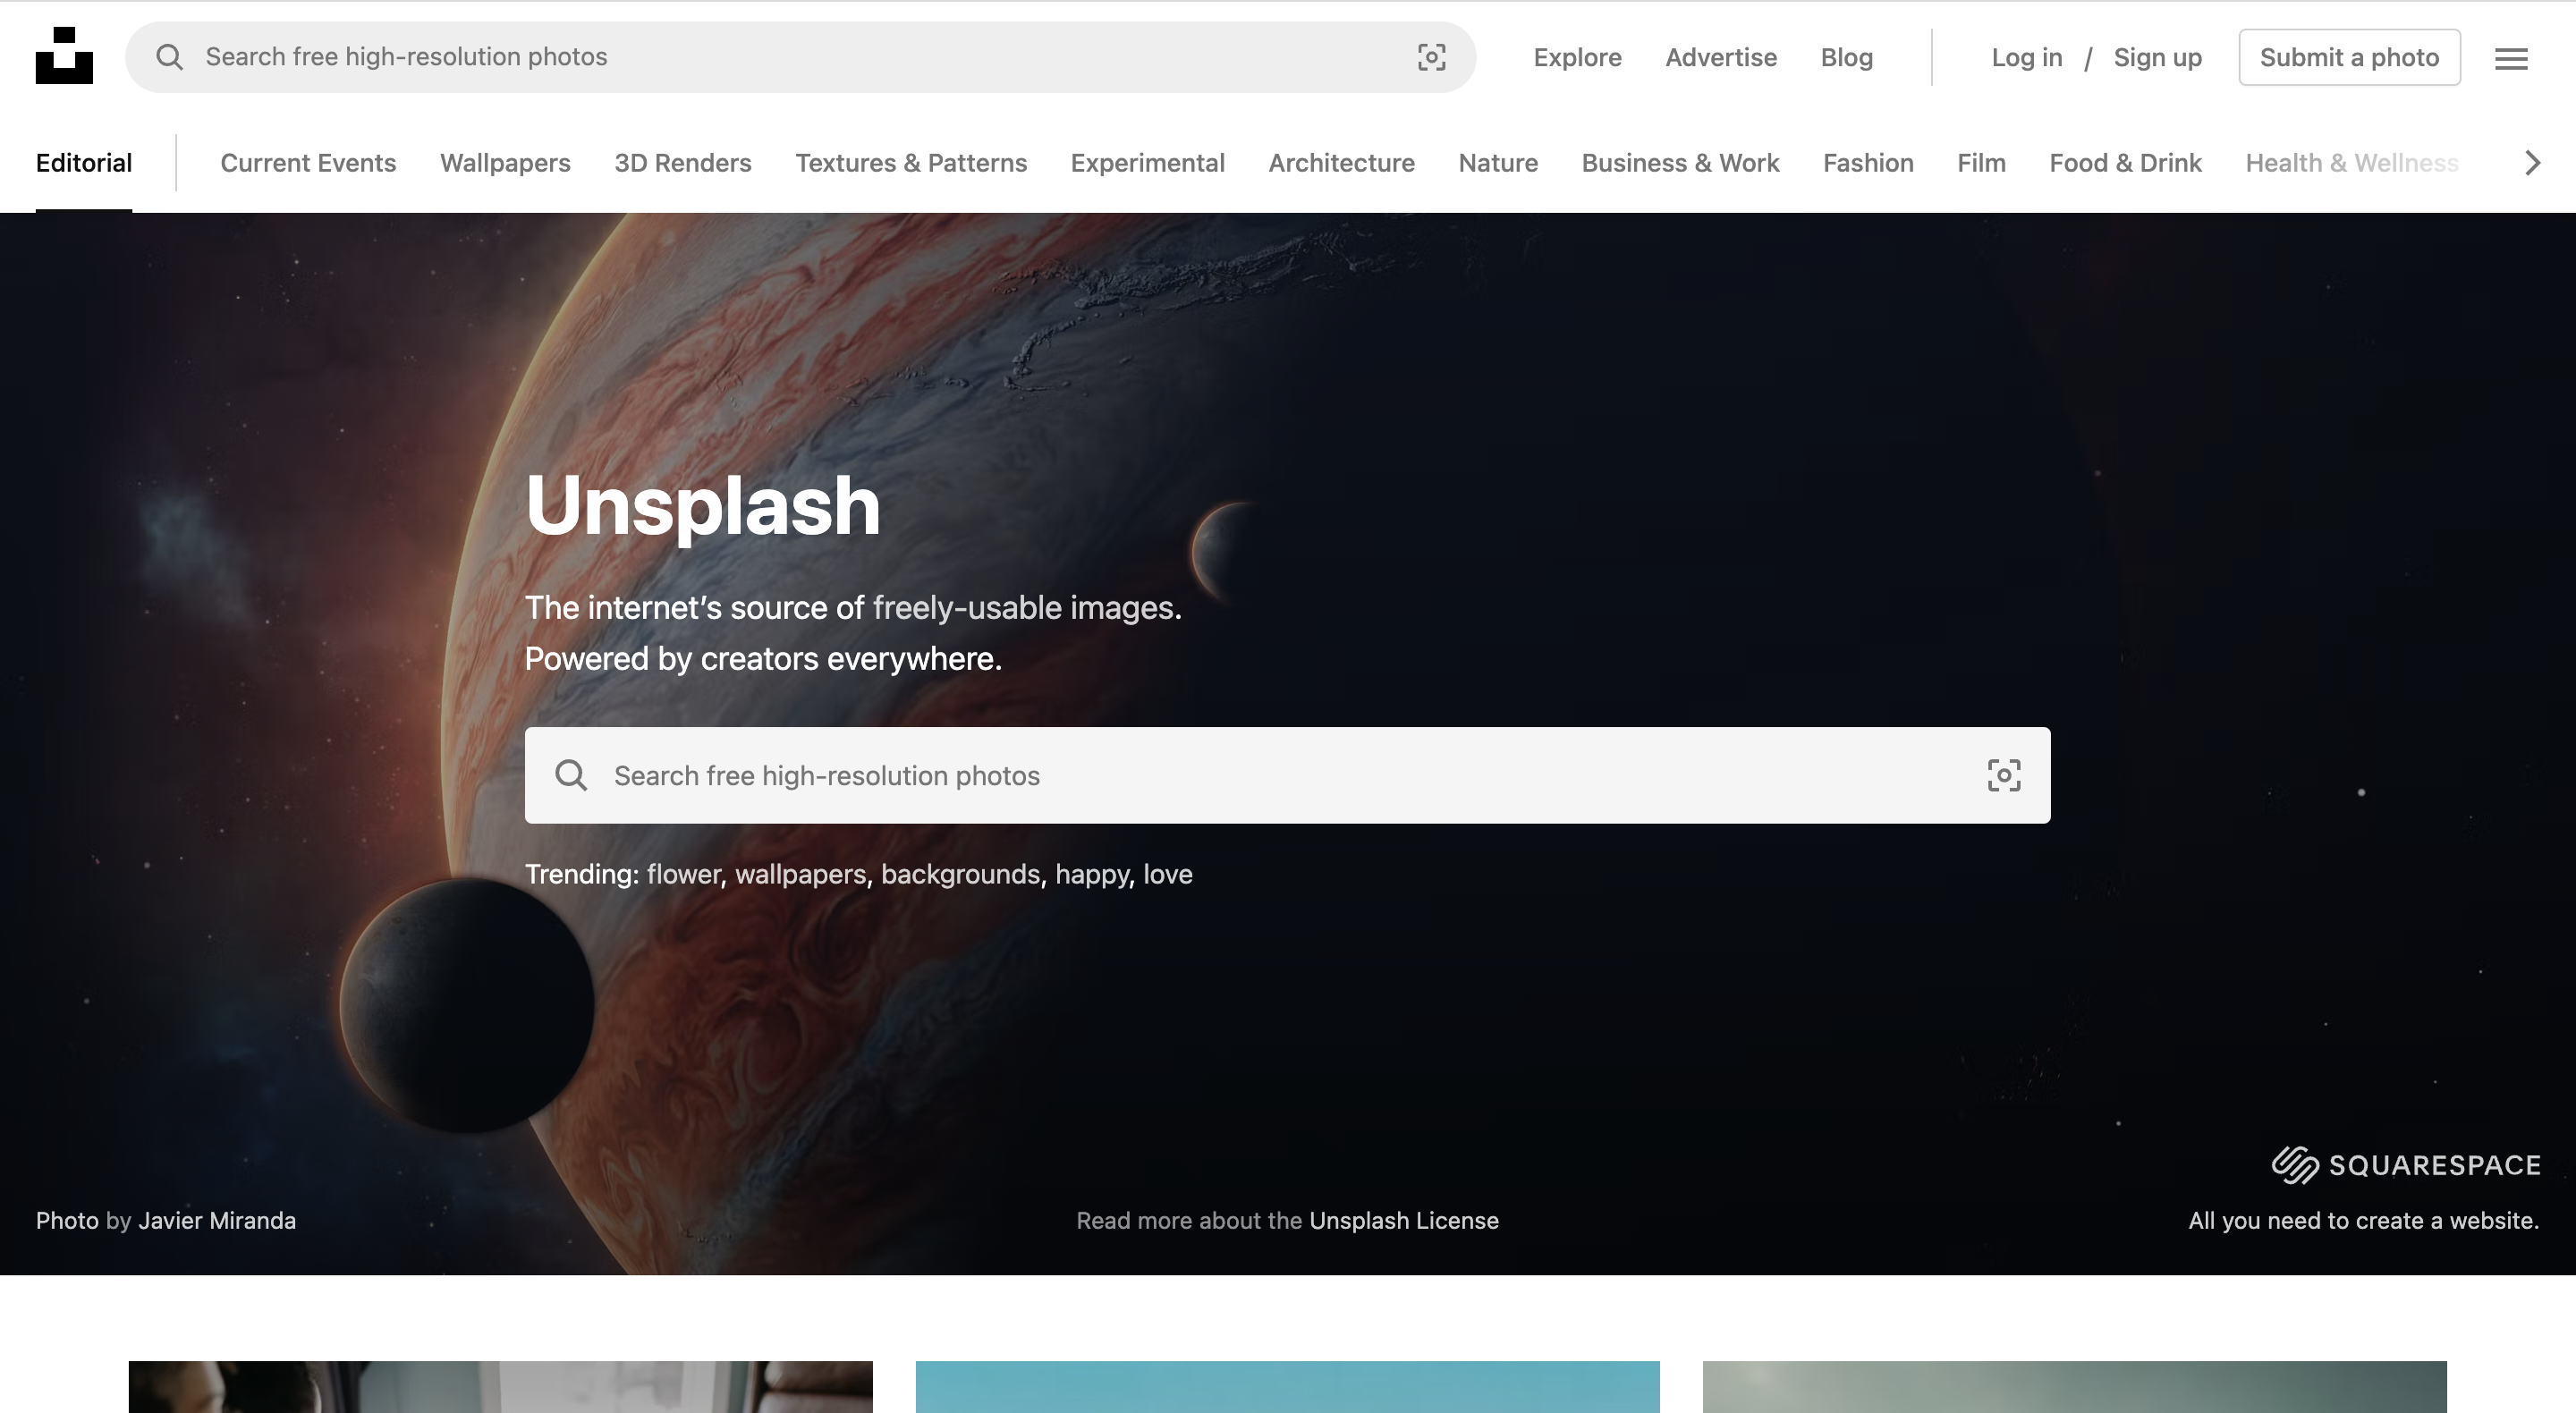 Search free high-resolution photos
Explore Advertise Blog Log in / Sign up Submit a photo
Editorial Current Events Wallpapers 3D Renders Textures & Patterns Experimental Architecture Nature Business & Work Fashion Film Food & Drink Health & Wellness
Unsplash
The internet’s source of freely-usable images.
Powered by creators everywhere.
Search free high-resolution photos
Trending: flower, wallpapers, backgrounds, happy, love
SQUARESPACE
Photo by Javier Miranda
Read more about the Unsplash License
All you need to create a website.